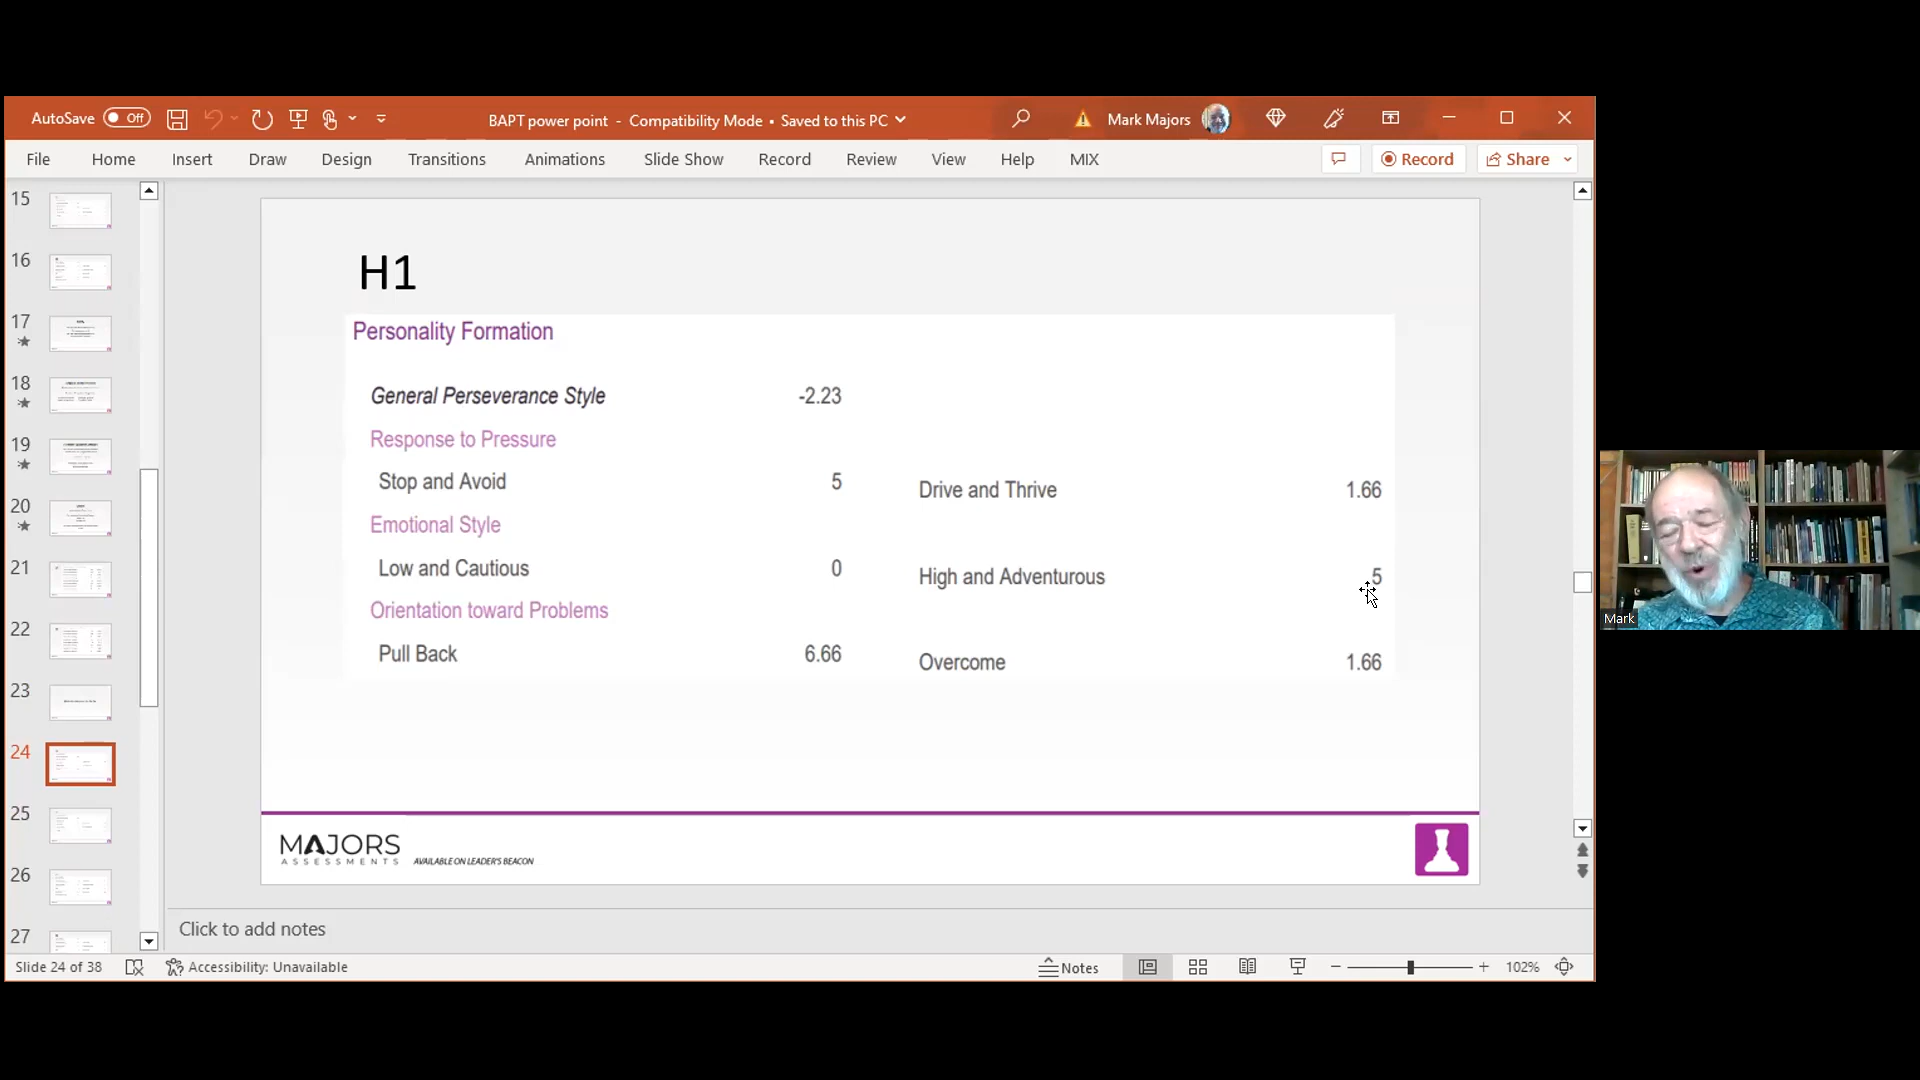 AutoSave Off
BAPT power point - Compatibility Mode • Saved to this PC
Mark Majors
File Home Insert Draw Design Transitions Animations Slide Show Record Review View Help MIX
Record Share
15
16
17
18
19
20
21
22
23
24
25
26
27
H1
Personality Formation
General Perseverance Style -2.23
Response to Pressure
Stop and Avoid 5 Drive and Thrive 1.66
Emotional Style
Low and Cautious 0 High and Adventurous 5
Orientation toward Problems
Pull Back 6.66 Overcome 1.66
MAJORS
ASSESSMENTS AVAILABLE ON LEADER'S BEACON
Click to add notes
Slide 24 of 38 Accessibility: Unavailable Notes 102%
Mark